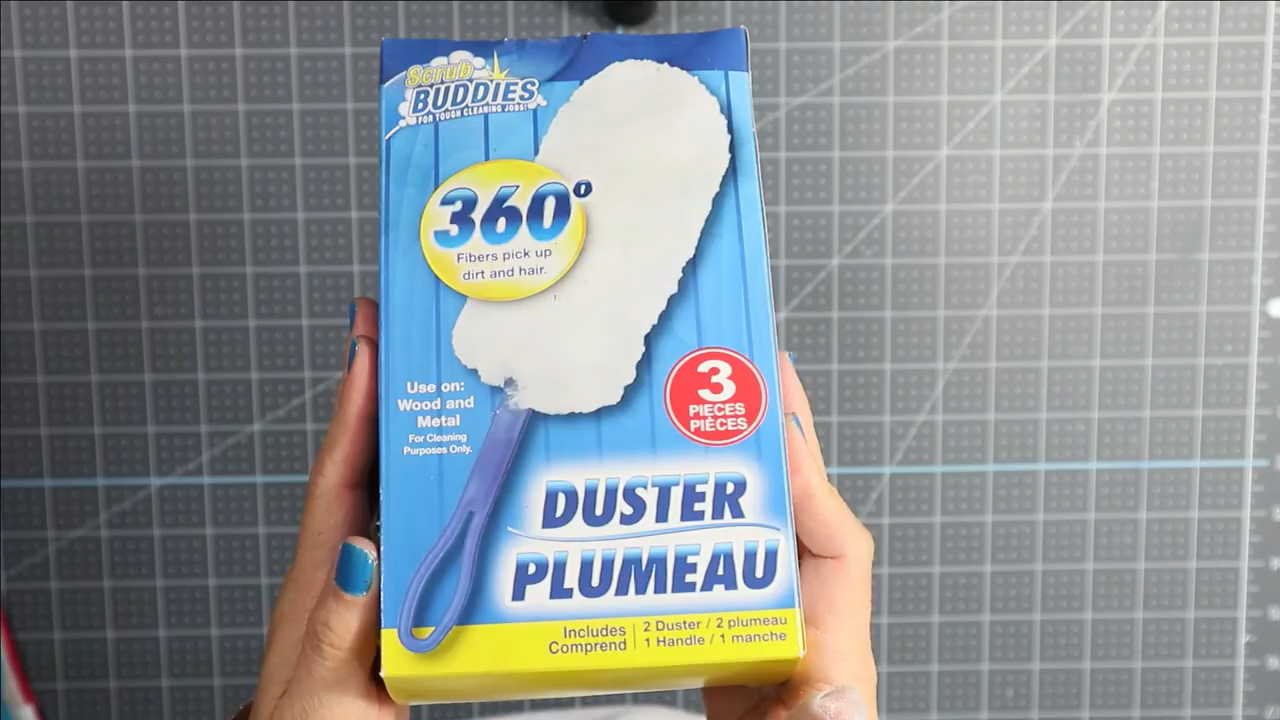 Scrub
BUDDIES
FOR TOUGH CLEANING JOBS!
360°
Fibers pick up
dirt and hair.
Use on:
Wood and
Metal
For Cleaning
Purposes Only.
3
PIECES
PIÈCES
DUSTER
PLUMEAU
Includes
Comprend
2 Duster / 2 plumeau
1 Handle / 1 manche